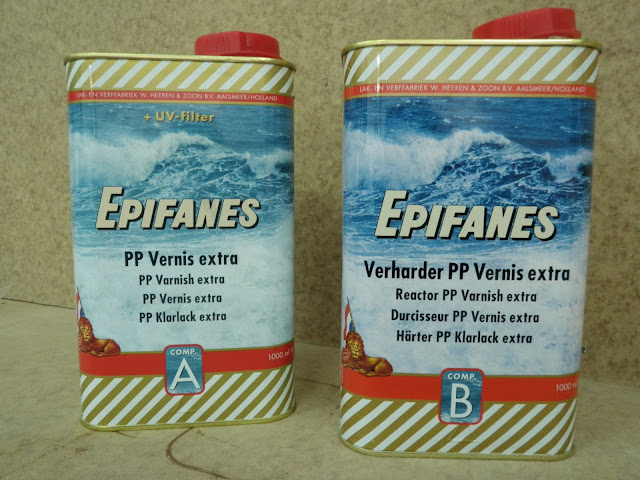 LAK- EN VERFFABRIEK W. HEEREN & ZOON B.V. AALSMEER/HOLLAND
+ UV-filter
EPIFANES
PP Vernis extra
PP Varnish extra
PP Vernis extra
PP Klarlack extra
COMP.
A
1000 ml
LAK- EN VERFFABRIEK W. HEEREN & ZOON B.V. AALSMEER/HOLLAND
EPIFANES
Verharder PP Vernis extra
Reactor PP Varnish extra
Durcisseur PP Vernis extra
Härter PP Klarlack extra
COMP.
B
1000 ml